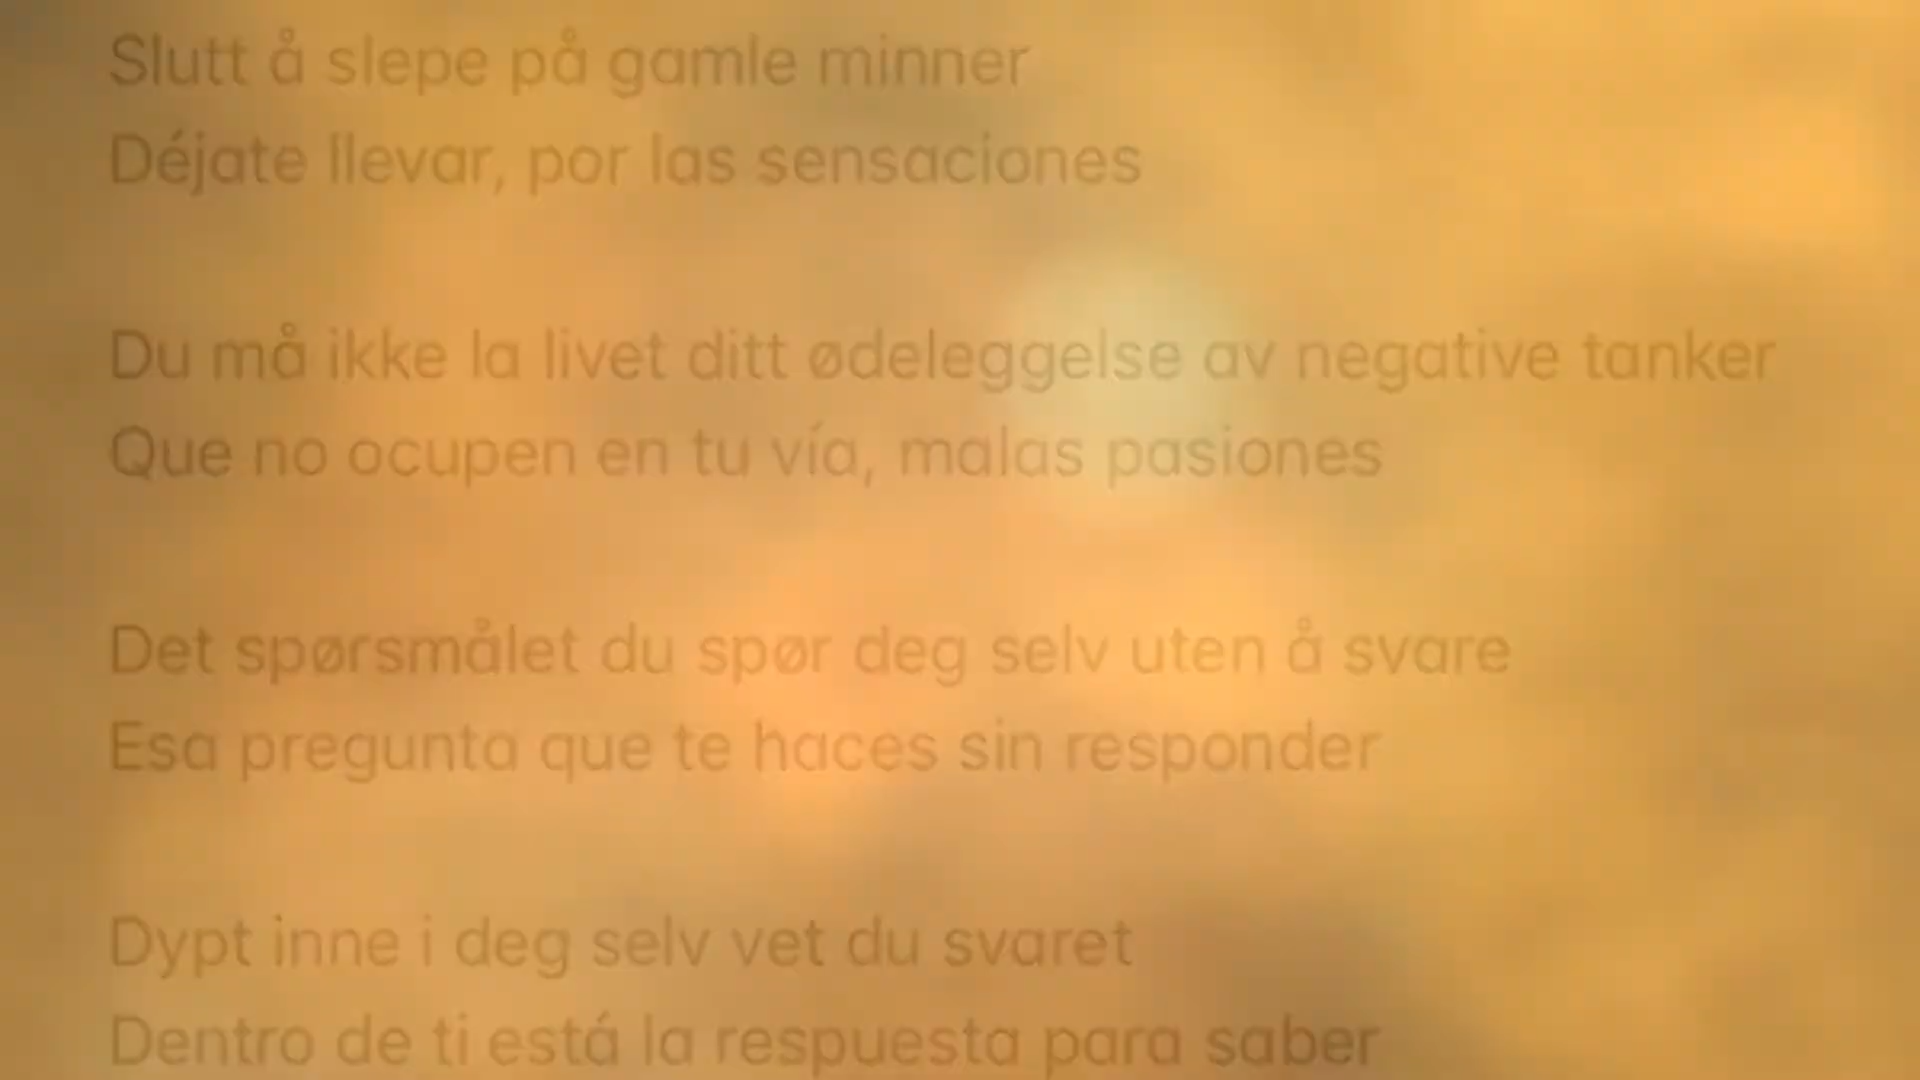 Slutt å slepe på gamle minner
Déjate llevar, por las sensaciones
Du må ikke la livet ditt ødeleggelse av negative tanker
Que no ocupen en tu vía, malas pasiones
Det spørsmålet du spør deg selv uten å svare
Esa pregunta que te haces sin responder
Dypt inne i deg selv vet du svaret
Dentro de ti está la respuesta para saber